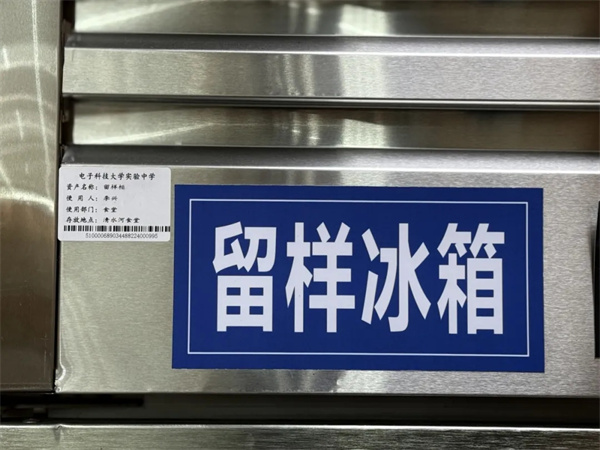 电子科技大学实验中学
资产名称：留样柜
使 用 人：李兴
使用部门：食堂
存放地点：清水河食堂
留样冰箱